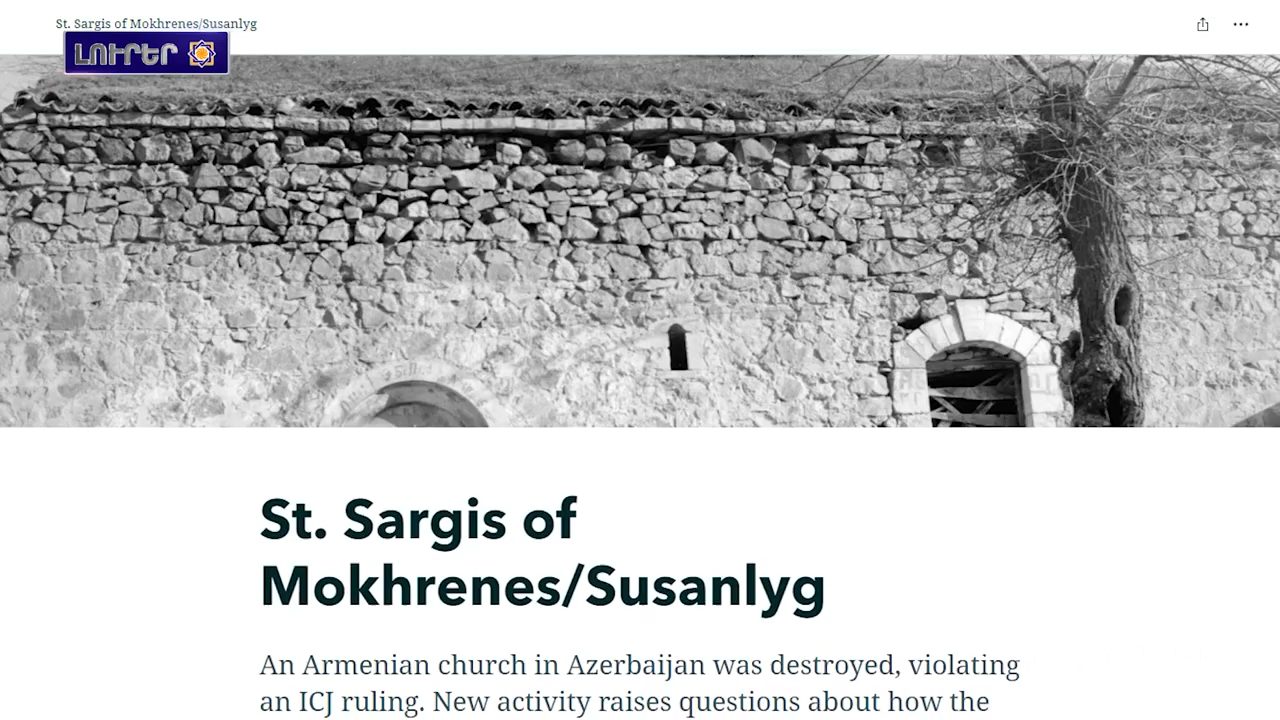 St. Sargis of Mokhrenes/Susanlyg
ԼՈՒՐԵՐ
St. Sargis of
Mokhrenes/Susanlyg
An Armenian church in Azerbaijan was destroyed, violating
an ICJ ruling. New activity raises questions about how the